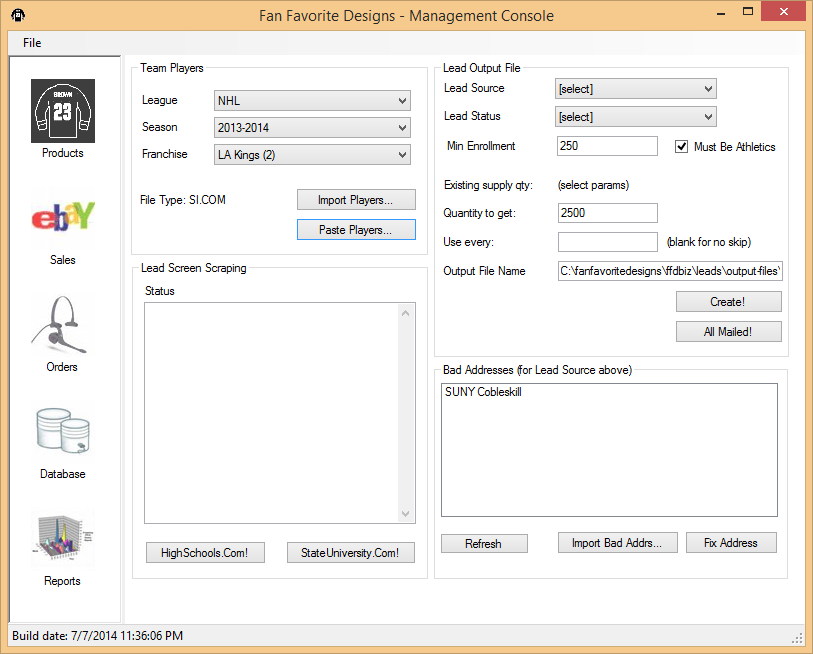 Fan Favorite Designs - Management Console
File
BROWN
23
Products
ebay
Sales
Orders
Database
Reports
Team Players
League
NHL
Season
2013-2014
Franchise
LA Kings (2)
File Type: SI.COM
Import Players...
Paste Players...
Lead Screen Scraping
Status
HighSchools.Com!
StateUniversity.Com!
Lead Output File
Lead Source
[select]
Lead Status
[select]
Min Enrollment
250
Must Be Athletics
Existing supply qty:
(select params)
Quantity to get:
2500
Use every:
(blank for no skip)
Output File Name
C:\fanfavoritedesigns\ffdbiz\leads\output-files\
Create!
All Mailed!
Bad Addresses (for Lead Source above)
SUNY Cobleskill
Refresh
Import Bad Addrs...
Fix Address
Build date: 7/7/2014 11:36:06 PM